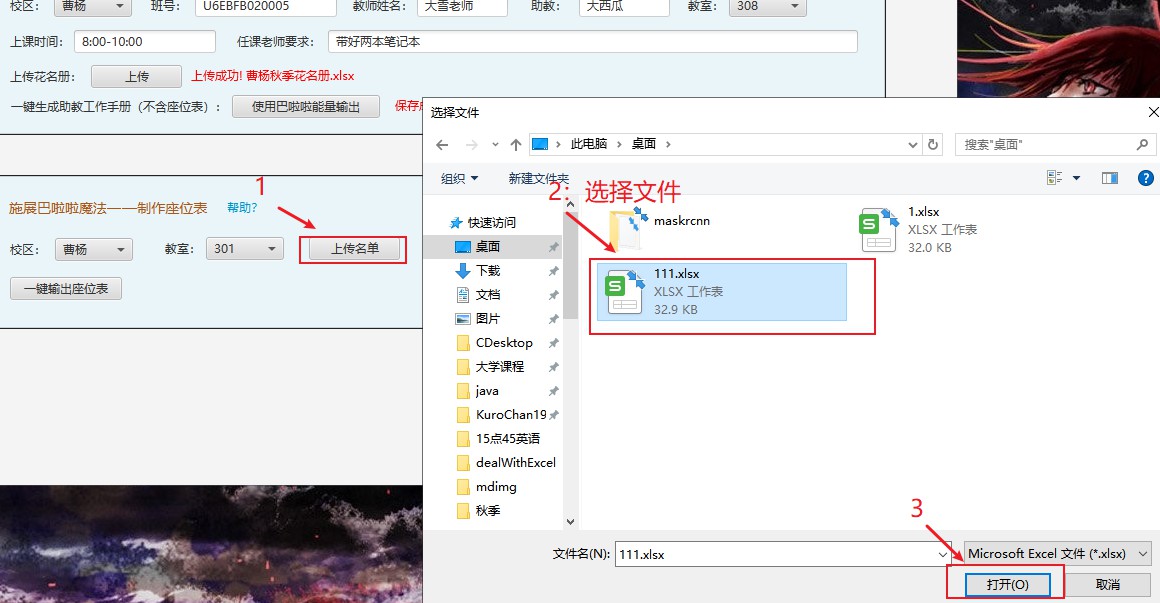 校区： 曹杨 班号： U6EBFB020005 教师姓名： 大雪老师 助教： 大西瓜 教室： 308
上课时间： 8:00-10:00 任课老师要求： 带好两本笔记本
上传花名册： 上传 上传成功! 曹杨秋季花名册.xlsx
一键生成助教工作手册（不含座位表）： 使用巴啦啦能量输出 保存
施展巴啦啦魔法——制作座位表 帮助?
1
校区： 曹杨 教室： 301 上传名单
一键输出座位表
选择文件
此电脑 桌面
搜索"桌面"
组织 新建文件夹
2：选择文件
快速访问
桌面
下载
文档
图片
CDesktop
大学课程
java
KuroChan19
15点45英语
dealWithExcel
mdimg
秋季
maskrcnn
1.xlsx
XLSX 工作表
32.0 KB
111.xlsx
XLSX 工作表
32.9 KB
3
文件名(N): 111.xlsx Microsoft Excel 文件 (*.xlsx)
打开(O) 取消